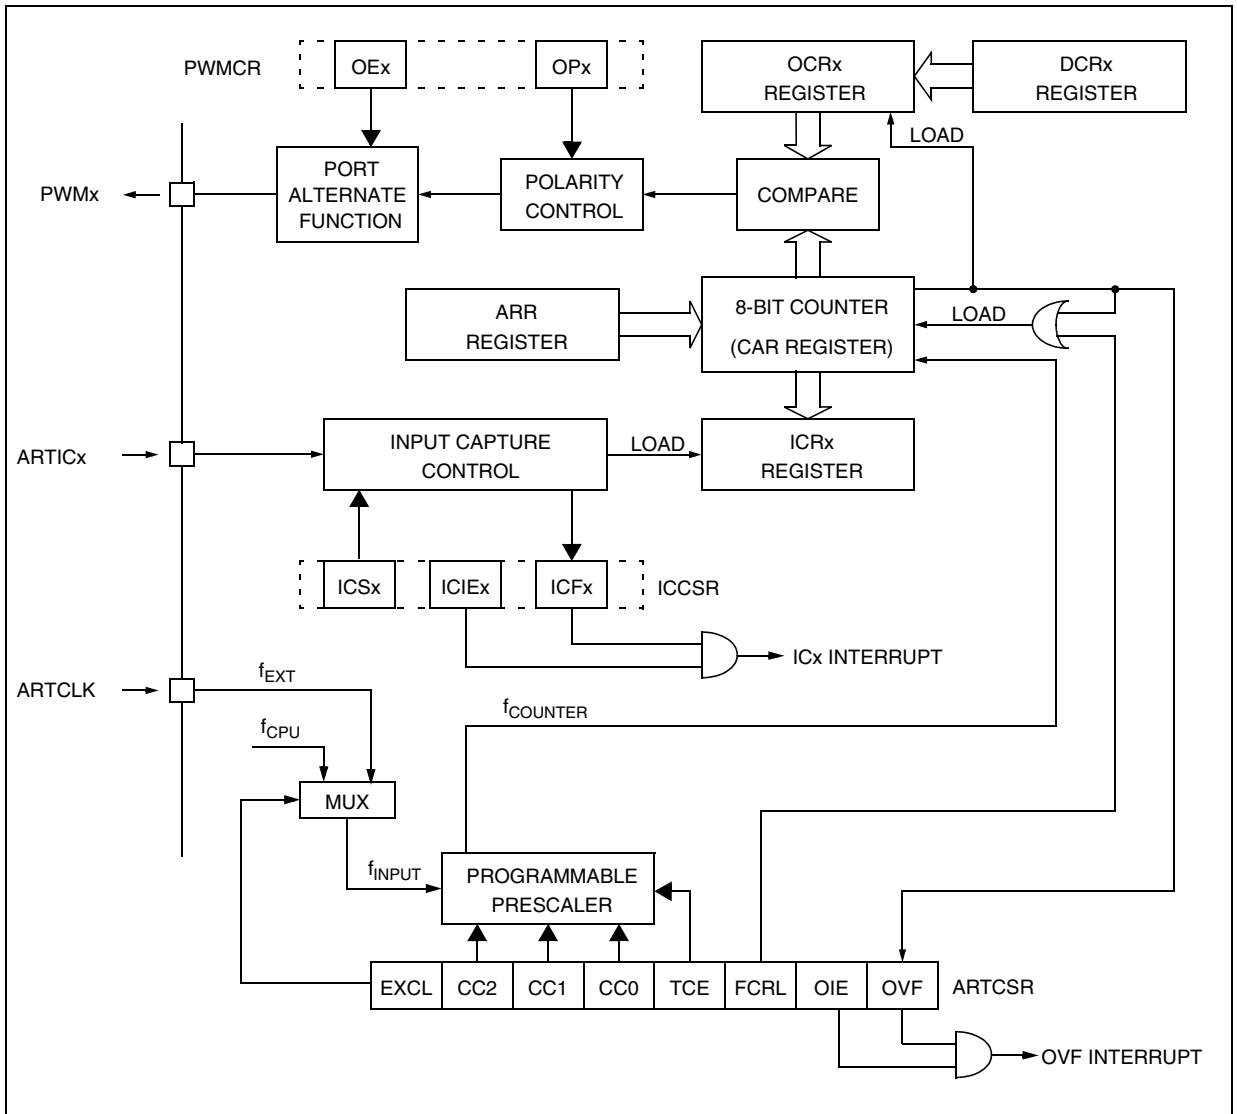 PWMCR
OEx
OPx
OCRx
REGISTER
DCRx
REGISTER
LOAD
PWMx
PORT
ALTERNATE
FUNCTION
POLARITY
CONTROL
COMPARE
ARR
REGISTER
8-BIT COUNTER
(CAR REGISTER)
LOAD
ARTICx
INPUT CAPTURE
CONTROL
LOAD
ICRx
REGISTER
ICSx
ICIEx
ICFx
ICCSR
ICx INTERRUPT
ARTCLK
fEXT
fCPU
fCOUNTER
MUX
fINPUT
PROGRAMMABLE
PRESCALER
EXCL
CC2
CC1
CC0
TCE
FCRL
OIE
OVF
ARTCSR
OVF INTERRUPT